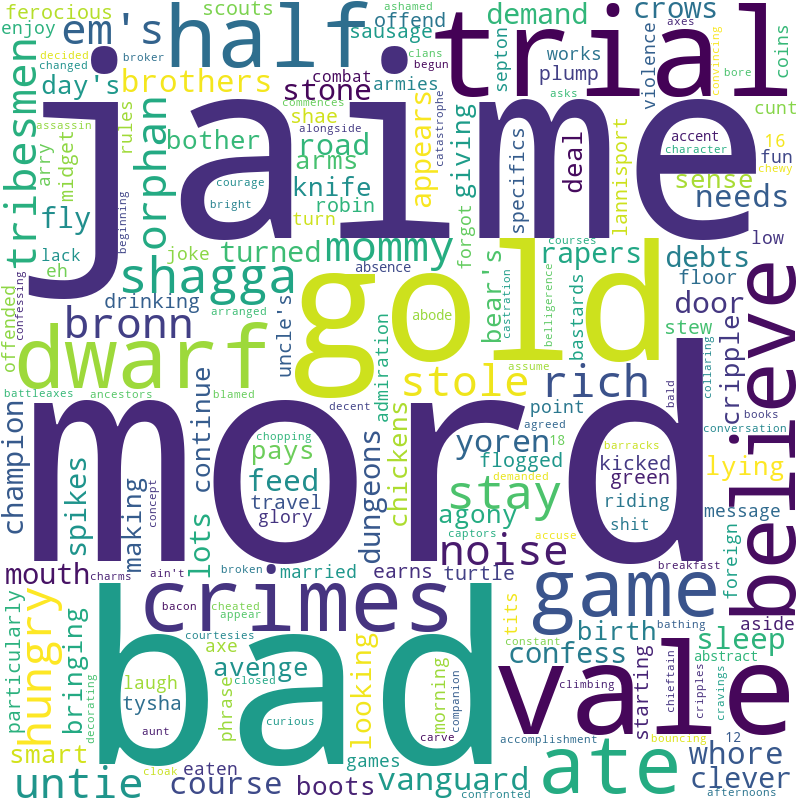 ferocious
scouts
ashamed
offend
demand
crows
axes
enjoy
em's
half
sausage
trial
coins
decided
broker
clans
septon
works
violence
convincing
changed
begun
plump
bore
day's
brothers
stone
combat
armies
asks
cunt
tribesmen
orphan
commences
jaime
assassin
rules
shae
alongside
catastrophe
appears
giving
specifics
deal
lannisport
accent
16
arry
midget
bother
road
character
fun
chewy
arms
sense
courage
knife
needs
fly
bright
robin
turn
beginning
forgot
lack
joke
turned
mommy
courses
rapers
debts
low
eh
shagga
absence
bear's
castration
belligerence
bastards
floor
confessing
arranged
offended
drinking
uncle's
gold
abode
door
bronn
stew
believe
dwarf
admiration
assume
cripple
collaring
battleaxes
ancestors
blamed
decent
stole
rich
bald
books
champion
mord
point
agreed
18
conversation
chopping
yoren
barracks
spikes
continue
pays
dungeons
chickens
flogged
kicked
lying
demanded
green
making
concept
feed
stay
riding
travel
message
lots
glory
agony
captors
shit
accuse
foreign
noise
ain't
broken
mouth
charms
married
earns
turtle
breakfast
hungry
crimes
game
bacon
cheated
appear
tits
birth
bathing
aside
particularly
bringing
courtesies
axe
constant
confess
sleep
avenge
looking
abstract
bad
vale
laugh
closed
phrase
morning
companion
climbing
starting
chieftain
cripples
cravings
decorating
tysha
curious
smart
aunt
games
carve
accomplishment
bouncing
12
whore
untie
cloak
course
eaten
boots
vanguard
confronted
ate
clever
afternoons